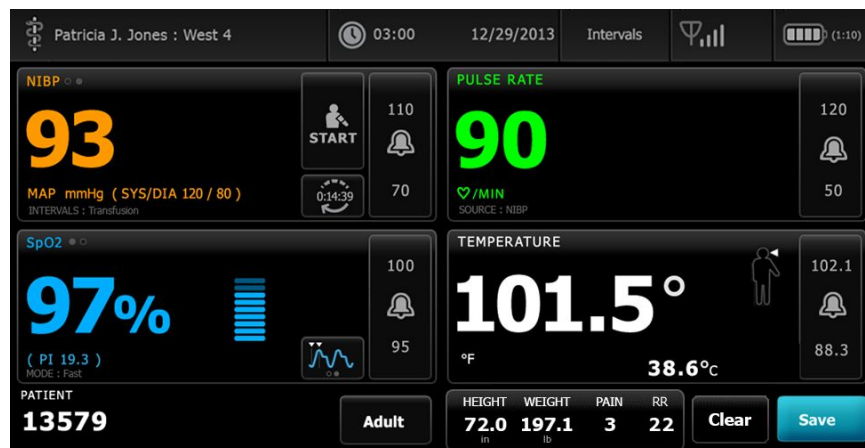 Patricia J. Jones : West 4
03:00
12/29/2013
Intervals
(1:10)
NIBP
93
MAP mmHg ( SYS/DIA 120 / 80 )
INTERVALS : Transfusion
START
0:14:39
110
70
PULSE RATE
90
/MIN
SOURCE : NIBP
120
50
SpO2
97%
( PI 19.3 )
MODE : Fast
100
95
TEMPERATURE
101.5°
°F
38.6°C
102.1
88.3
PATIENT
13579
Adult
HEIGHT WEIGHT PAIN RR
72.0 197.1 3 22
in lb
Clear
Save